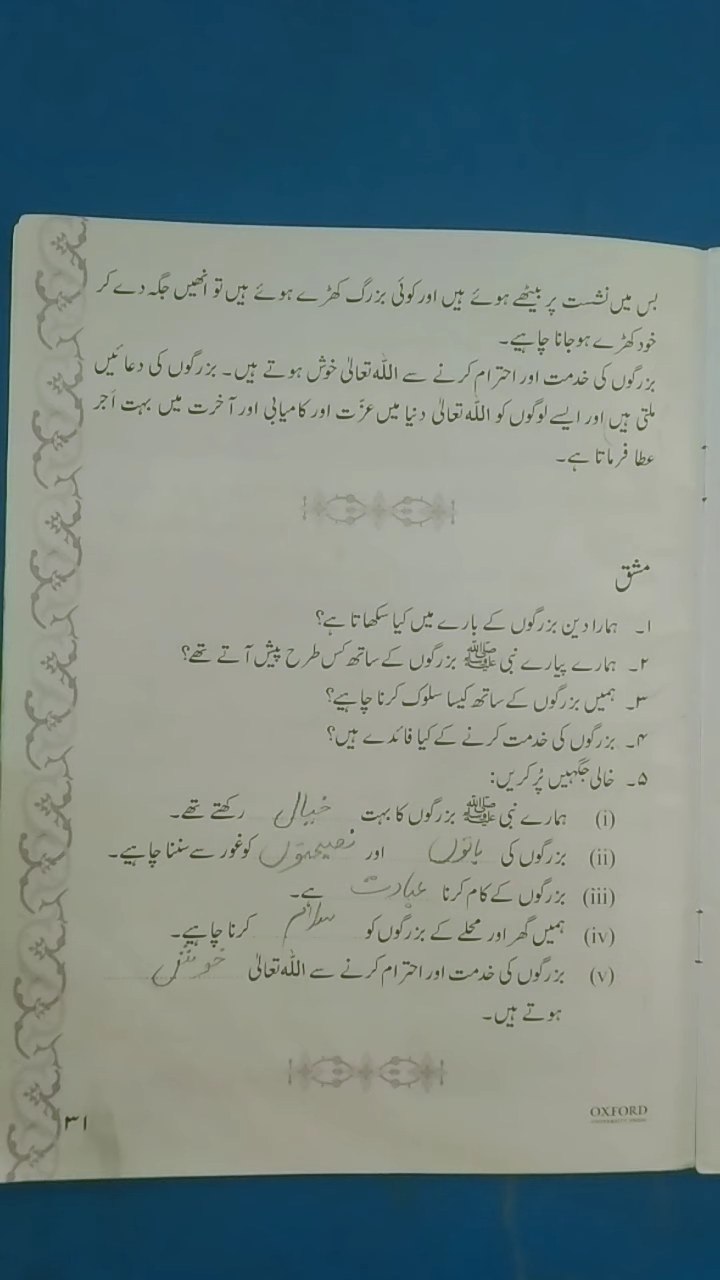 بس میں نشست پر بیٹھے ہوئے ہیں اور کوئی بزرگ کھڑے ہوئے ہیں تو انھیں جگہ دے کر
خود کھڑے ہوجانا چاہیے۔
بزرگوں کی خدمت اور احترام کرنے سے اللہ تعالیٰ خوش ہوتے ہیں۔ بزرگوں کی دعائیں
ملتی ہیں اور ایسے لوگوں کو اللہ تعالیٰ دنیا میں عزّت اور کامیابی اور آخرت میں بہت اَجر
عطا فرماتا ہے۔
مشق
۱۔ ہمارا دین بزرگوں کے بارے میں کیا سکھاتا ہے؟
۲۔ ہمارے پیارے نبی ﷺ بزرگوں کے ساتھ کس طرح پیش آتے تھے؟
۳۔ ہمیں بزرگوں کے ساتھ کیسا سلوک کرنا چاہیے؟
۴۔ بزرگوں کی خدمت کرنے کے کیا فائدے ہیں؟
۵۔ خالی جگہیں پُر کریں:
(i) ہمارے نبی ﷺ بزرگوں کا بہت خیال رکھتے تھے۔
(ii) بزرگوں کی باتوں اور نصیحتوں کو غور سے سننا چاہیے۔
(iii) بزرگوں کے کام کرنا عبادت ہے۔
(iv) ہمیں گھر اور محلے کے بزرگوں کو سلام کرنا چاہیے۔
(v) بزرگوں کی خدمت اور احترام کرنے سے اللہ تعالیٰ خوش
ہوتے ہیں۔
OXFORD
۳۱